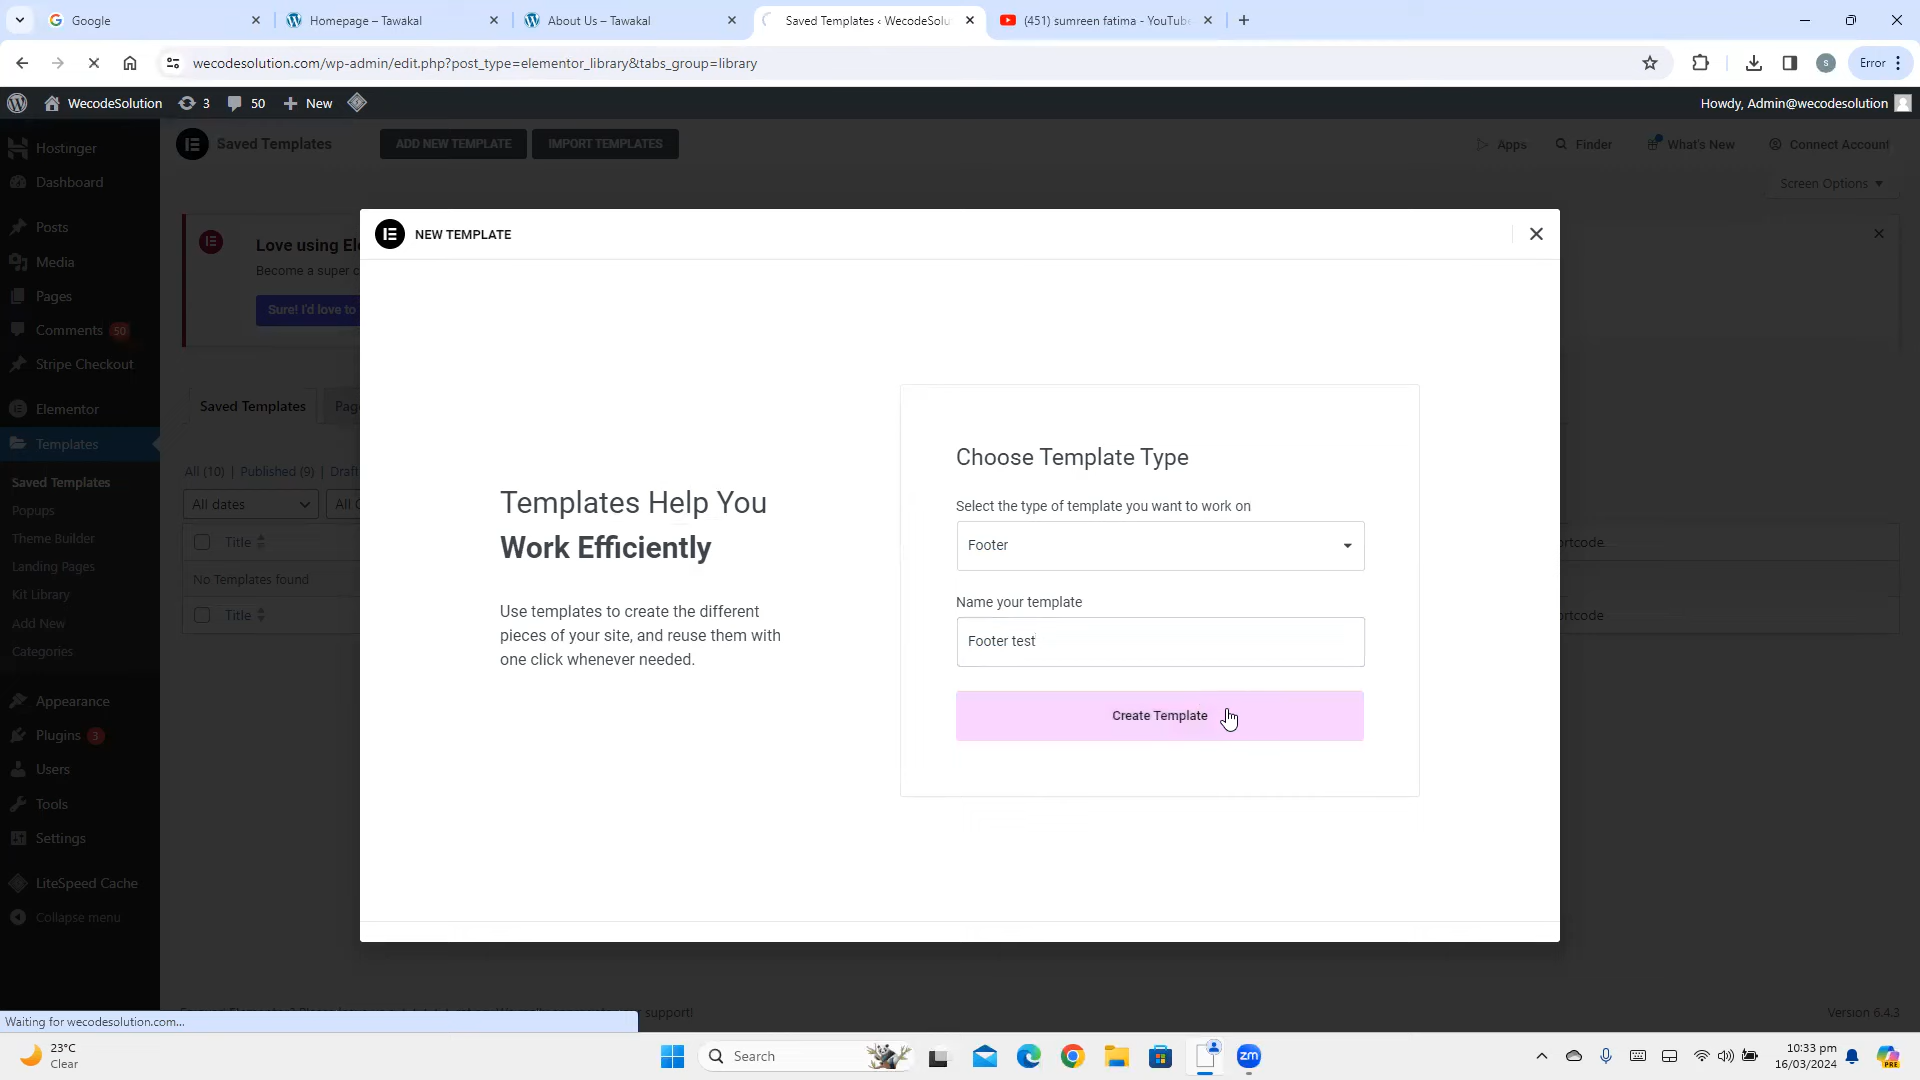 Google
Homepage – Tawakal
About Us – Tawakal
Saved Templates ‹ WecodeSolu
(451) sumreen fatima - YouTube
wecodesolution.com/wp-admin/edit.php?post_type=elementor_library&tabs_group=library
Error
WecodeSolution
3
50
New
Howdy, Admin@wecodesolution
Hostinger
Dashboard
Posts
Media
Pages
Comments 50
Stripe Checkout
Elementor
Templates
Saved Templates
Popups
Theme Builder
Landing Pages
Kit Library
Add New
Categories
Appearance
Plugins 3
Users
Tools
Settings
LiteSpeed Cache
Collapse menu
Saved Templates
ADD NEW TEMPLATE
IMPORT TEMPLATES
Apps
Finder
What's New
Connect Account
Screen Options
Love using El
Become a super c
Sure! I'd love to
Saved Templates
Pag
All (10) | Published (9) | Draft
All dates
All C
Title
No Templates found
Title
ortcode
ortcode
NEW TEMPLATE
Templates Help You
Work Efficiently
Use templates to create the different
pieces of your site, and reuse them with
one click whenever needed.
Choose Template Type
Select the type of template you want to work on
Footer
Name your template
Footer test
Create Template
support!
Version 6.4.3
Waiting for wecodesolution.com...
23°C
Clear
Search
zm
10:33 pm
16/03/2024
PRE